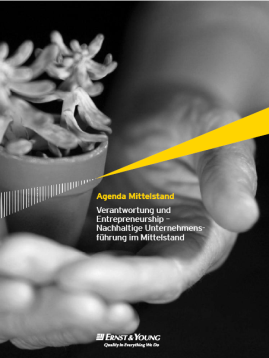 Agenda Mittelstand
Verantwortung und
Entrepreneurship –
Nachhaltige Unternehmens-
führung im Mittelstand
ERNST & YOUNG
Quality In Everything We Do